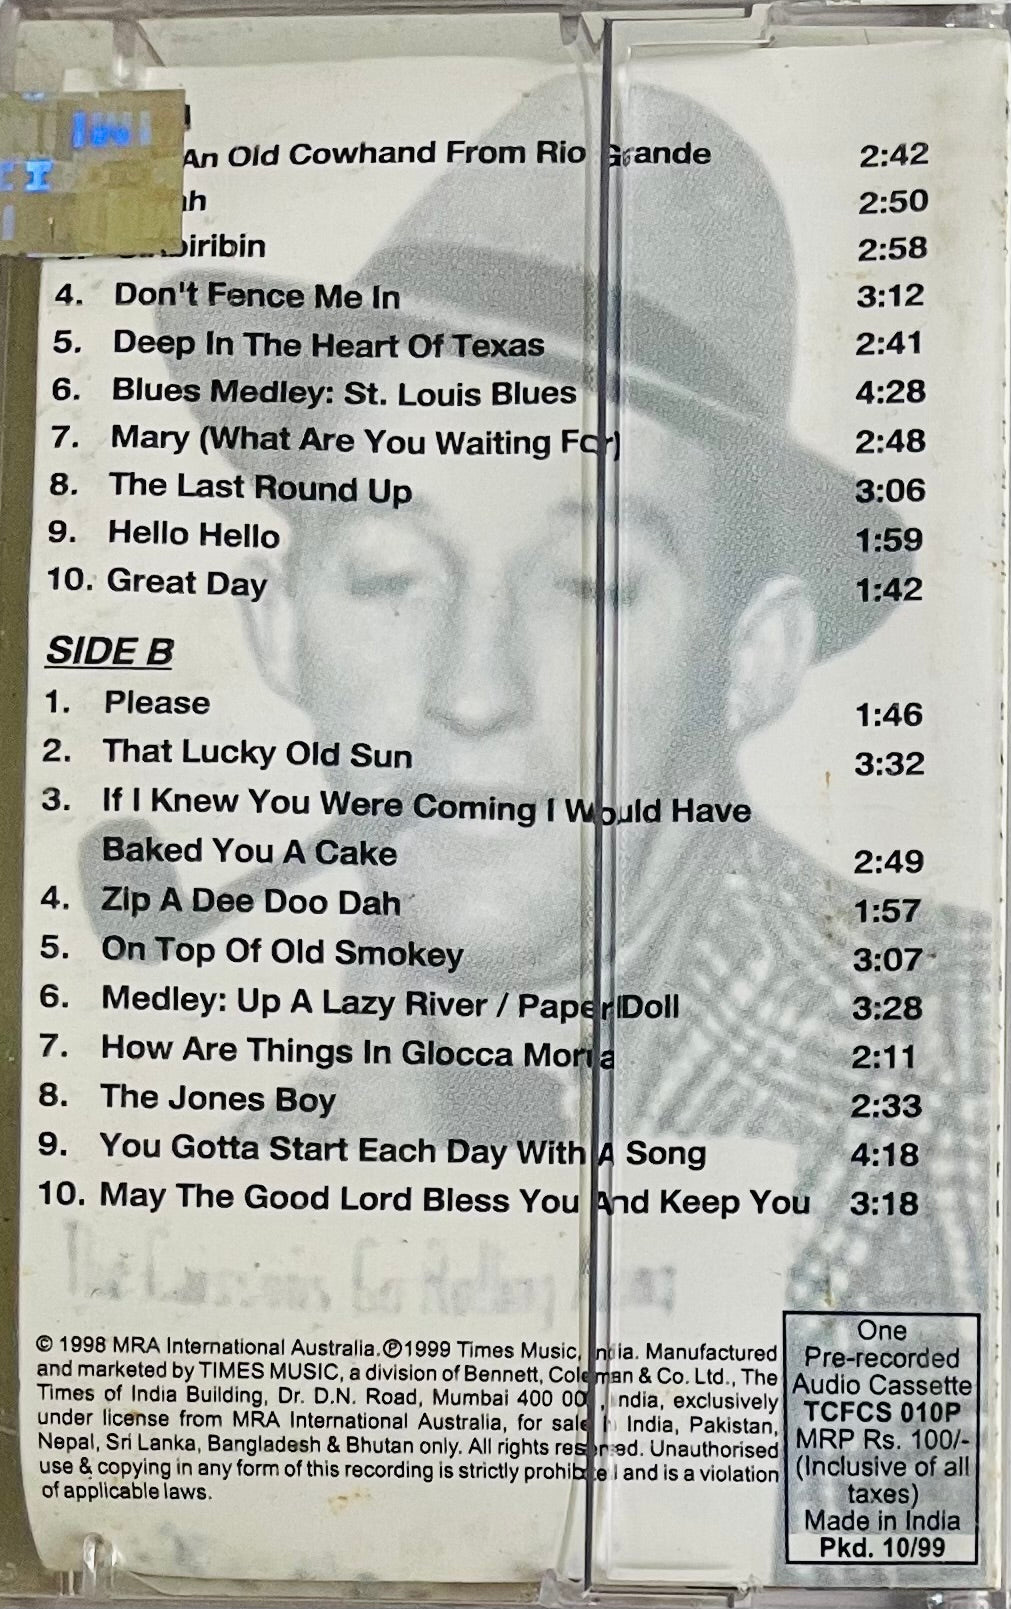 An Old Cowhand From Rio Grande 2:42
2:50
2:58
4. Don't Fence Me In 3:12
5. Deep In The Heart Of Texas 2:41
6. Blues Medley: St. Louis Blues 4:28
7. Mary (What Are You Waiting For) 2:48
8. The Last Round Up 3:06
9. Hello Hello 1:59
10. Great Day 1:42
SIDE B
1. Please 1:46
2. That Lucky Old Sun 3:32
3. If I Knew You Were Coming I Would Have
Baked You A Cake 2:49
4. Zip A Dee Doo Dah 1:57
5. On Top Of Old Smokey 3:07
6. Medley: Up A Lazy River / Paper Doll 3:28
7. How Are Things In Glocca Morra 2:11
8. The Jones Boy 2:33
9. You Gotta Start Each Day With A Song 4:18
10. May The Good Lord Bless You And Keep You 3:18
© 1998 MRA International Australia. ℗1999 Times Music, India. Manufactured
and marketed by TIMES MUSIC, a division of Bennett, Coleman & Co. Ltd., The
Times of India Building, Dr. D.N. Road, Mumbai 400 , India, exclusively
under license from MRA International Australia, for sale in India, Pakistan,
Nepal, Sri Lanka, Bangladesh & Bhutan only. All rights reserved. Unauthorised
use & copying in any form of this recording is strictly prohibited and is a violation
of applicable laws.
One
Pre-recorded
Audio Cassette
TCFCS 010P
MRP Rs. 100/-
(Inclusive of all
taxes)
Made in India
Pkd. 10/99